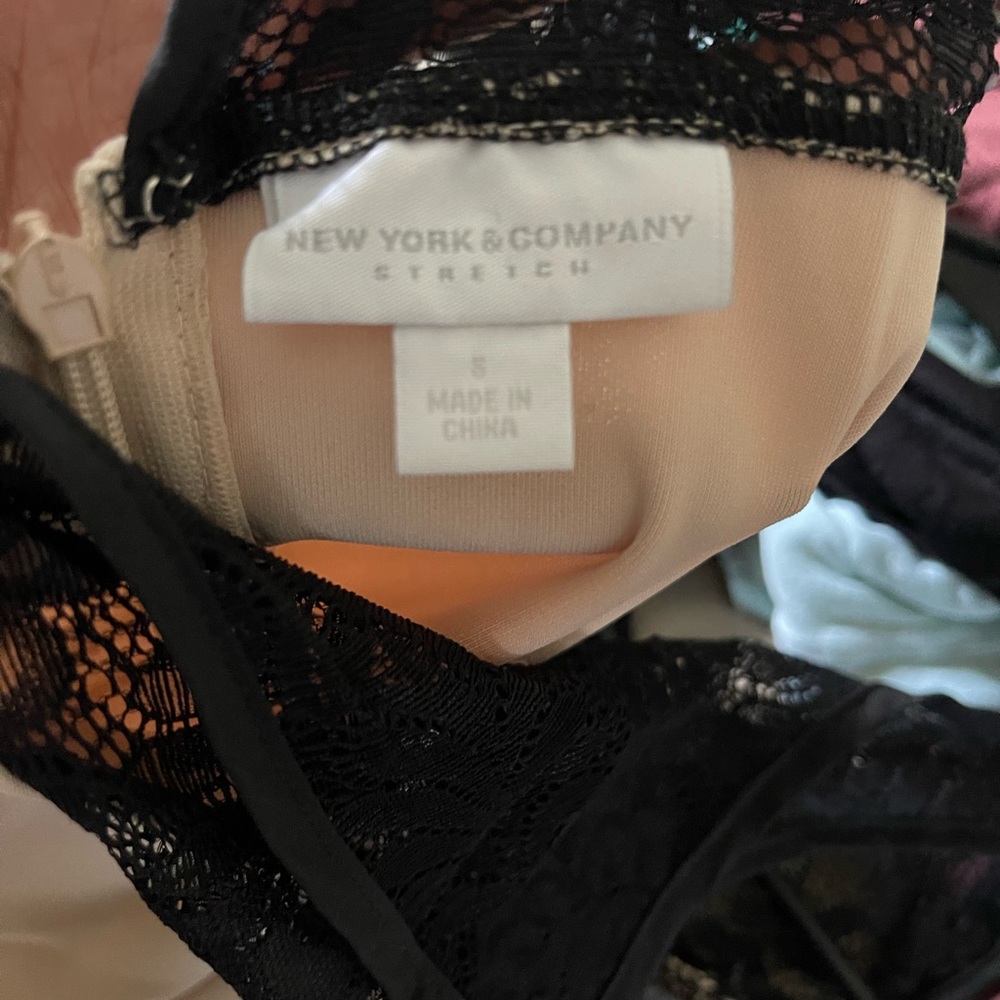 NEW YORK & COMPANY
STRETCH
S
MADE IN
CHINA